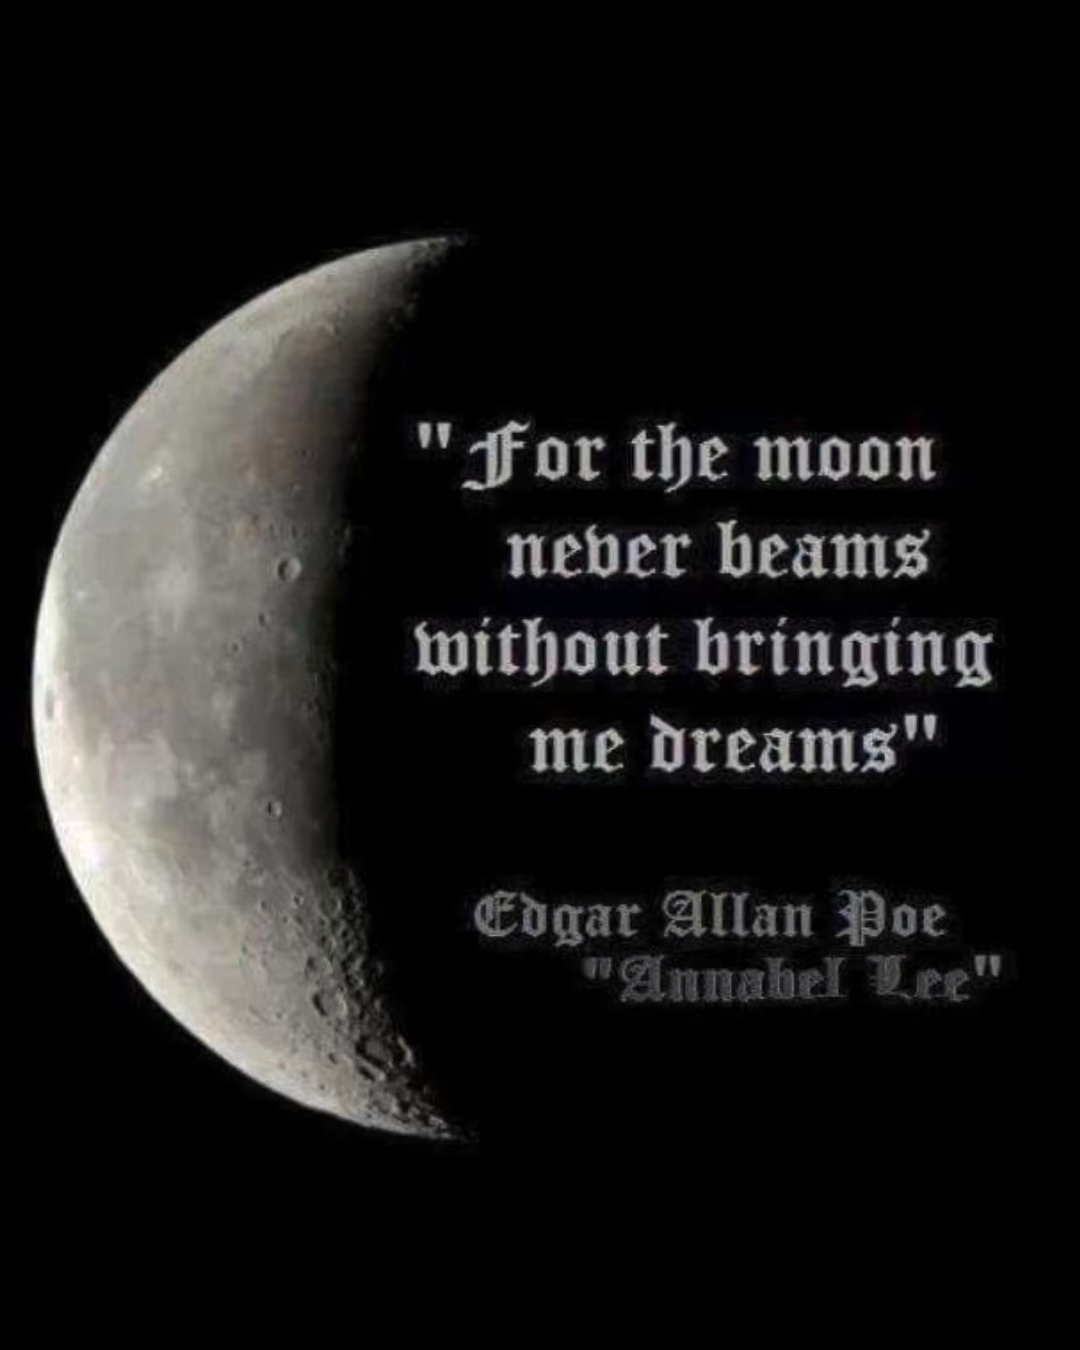 "For the moon
never beams
without bringing
me dreams"
Edgar Allan Poe
"Annabel Lee"